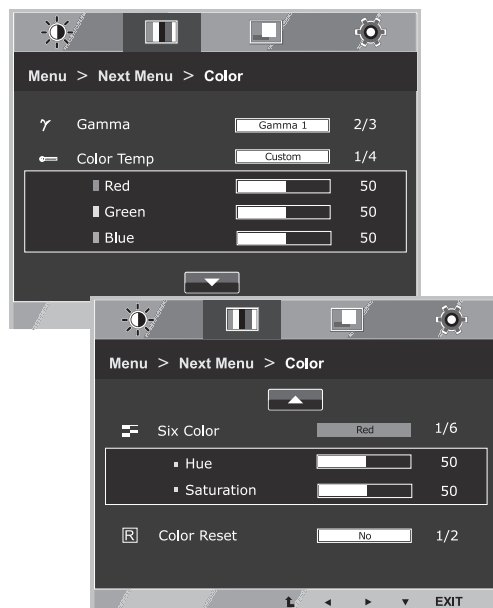 Menu > Next Menu > Color
γ Gamma Gamma 1 2/3
Color Temp Custom 1/4
Red 50
Green 50
Blue 50
Menu > Next Menu > Color
Six Color Red 1/6
Hue 50
Saturation 50
R Color Reset No 1/2
EXIT